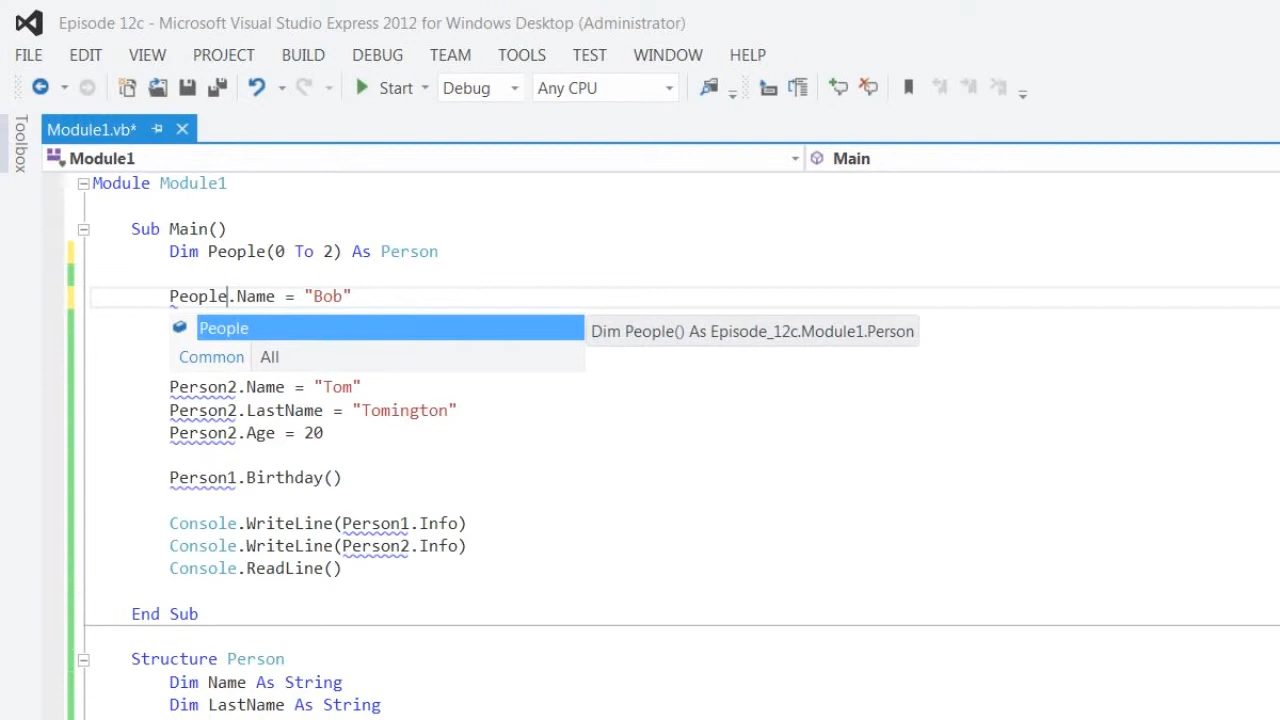 Episode 12c - Microsoft Visual Studio Express 2012 for Windows Desktop (Administrator)
FILE EDIT VIEW PROJECT BUILD DEBUG TEAM TOOLS TEST WINDOW HELP
Start Debug Any CPU
Toolbox
Module1.vb*
Module1 Main
Module Module1
Sub Main()
Dim People(0 To 2) As Person
People.Name = "Bob"
People Dim People() As Episode_12c.Module1.Person
Common All
Person2.Name = "Tom"
Person2.LastName = "Tomington"
Person2.Age = 20
Person1.Birthday()
Console.WriteLine(Person1.Info)
Console.WriteLine(Person2.Info)
Console.ReadLine()
End Sub
Structure Person
Dim Name As String
Dim LastName As String